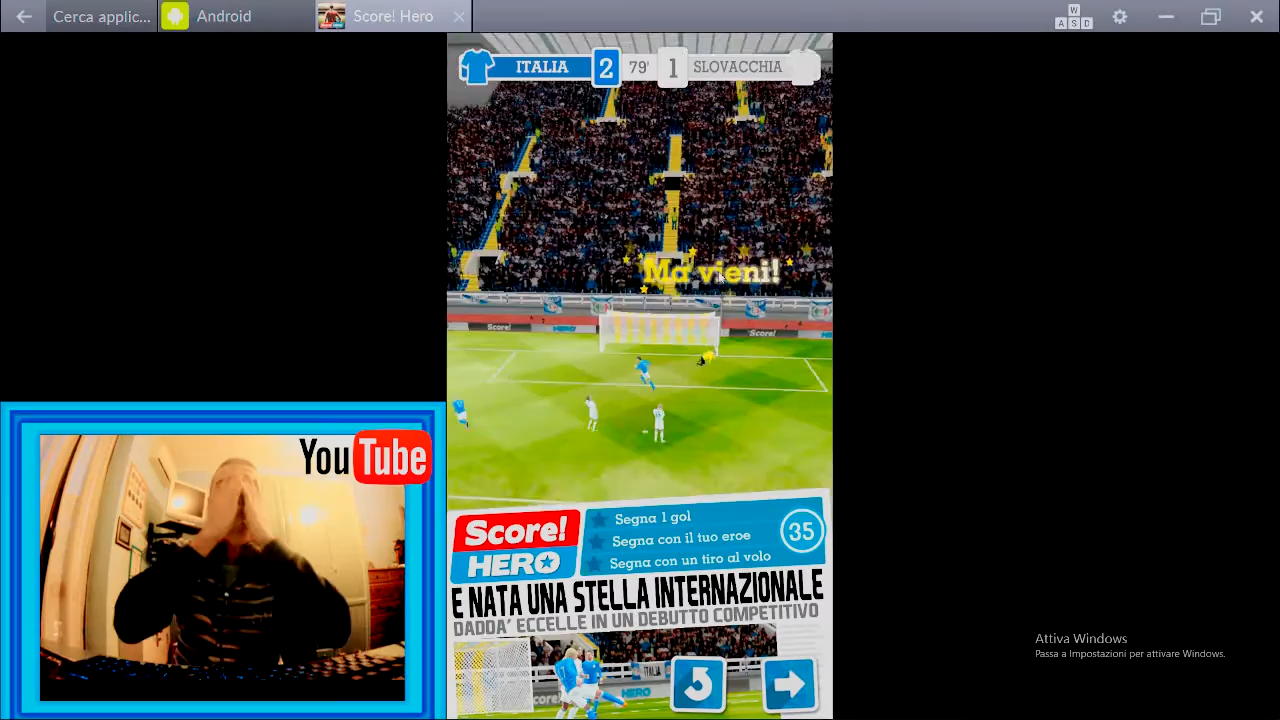 Cerca applic...
Android
Score! Hero
W
A S D
ITALIA 2 79' 1 SLOVACCHIA
Ma vieni!
Score! HERO Score!
YouTube
Score!
HERO
Segna 1 gol
Segna con il tuo eroe
Segna con un tiro al volo
35
E NATA UNA STELLA INTERNAZIONALE
DADDA' ECCELLE IN UN DEBUTTO COMPETITIVO
ITALIA
HERO
Attiva Windows
Passa a Impostazioni per attivare Windows.